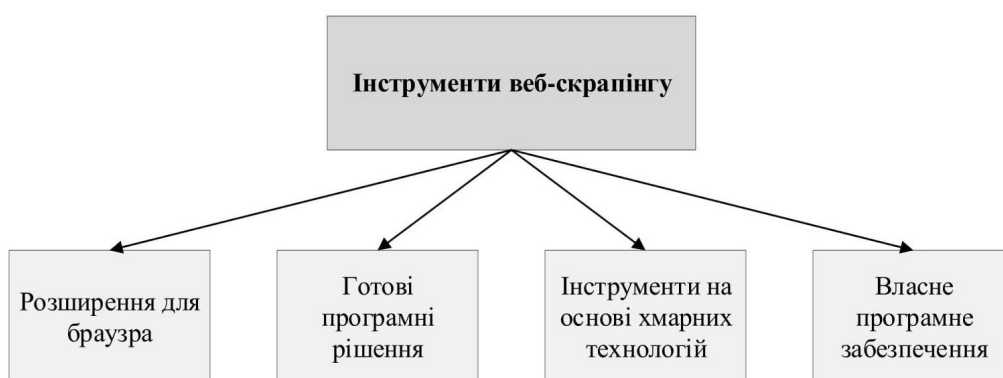 Інструменти веб-скрапінгу
Розширення для
браузра
Готові
програмні
рішення
Інструменти на
основі хмарних
технологій
Власне
програмне
забезпечення